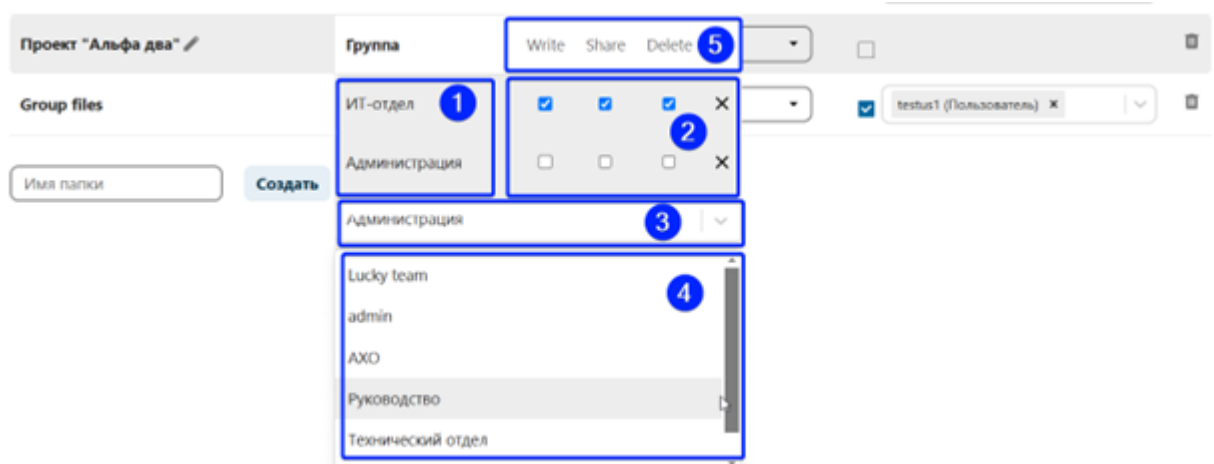 Проект "Альфа два" Группа Write Share Delete 5
Group files ИТ-отдел 1 testus1 (Пользователь) ×
2
Администрация
Имя папки Создать
Администрация 3
Lucky team 4
admin
АХО
Руководство
Технический отдел